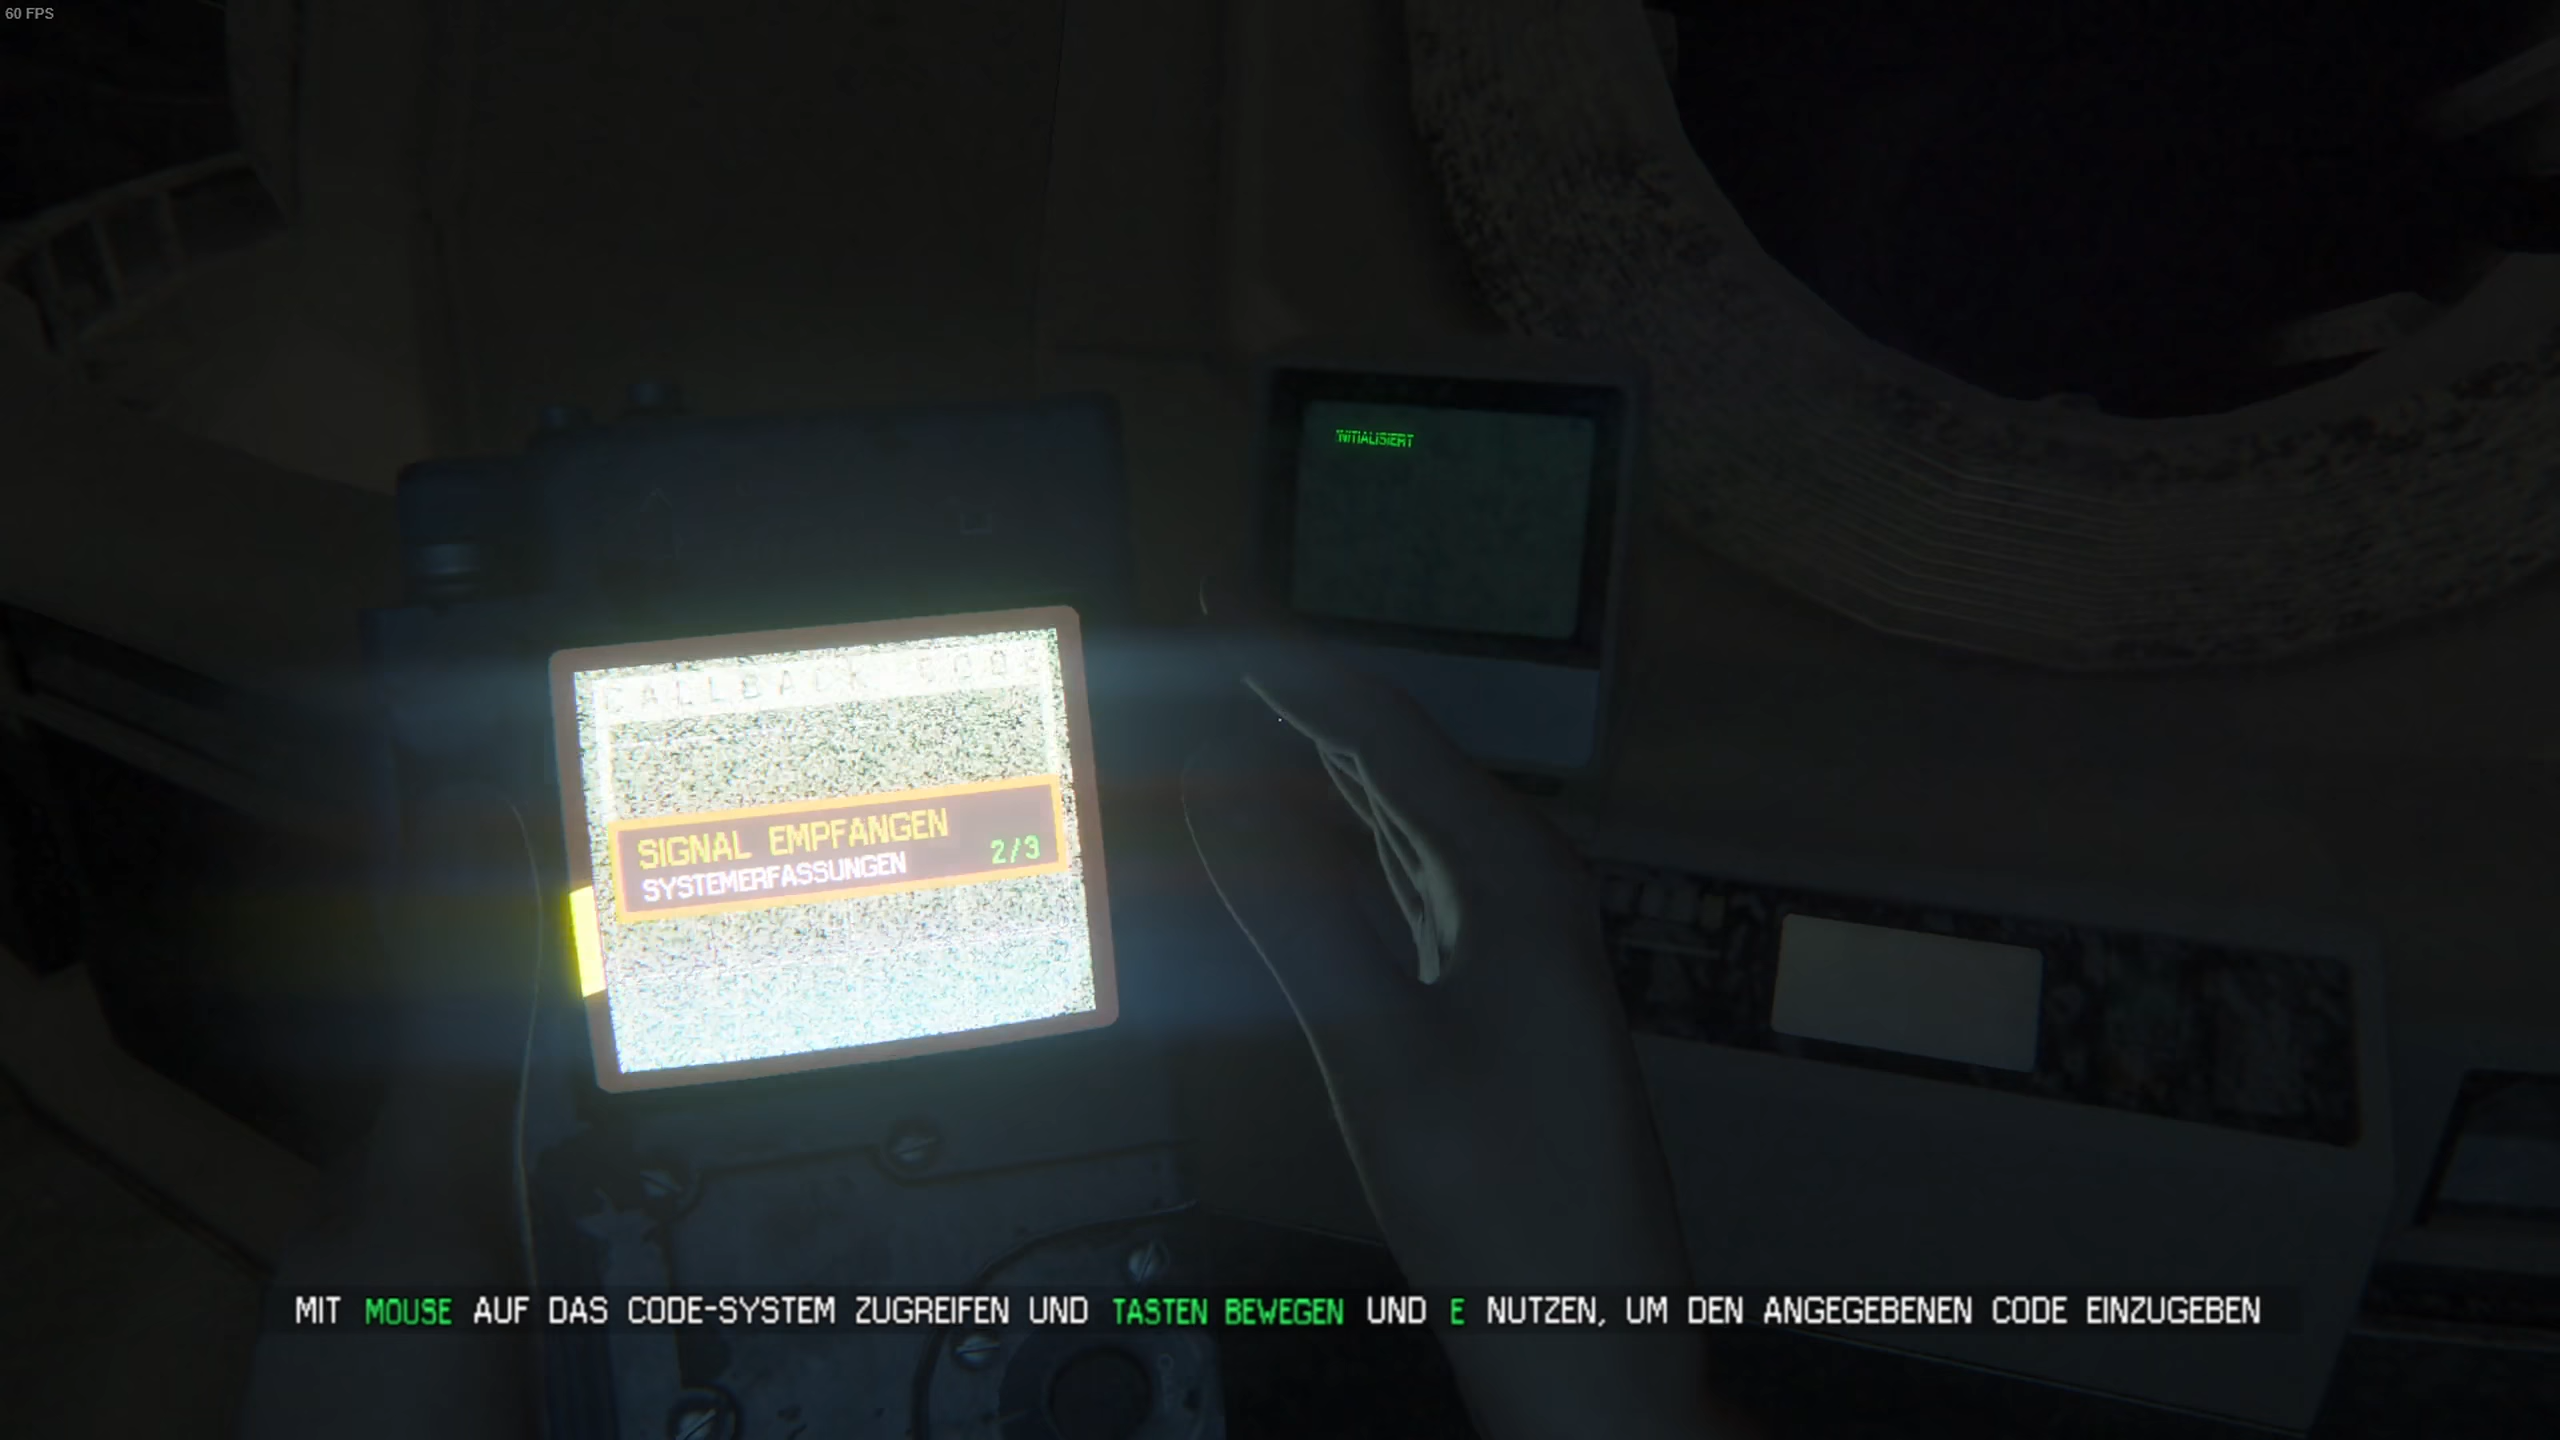 60 FPS
INITIALISIERT
CALLBACK
SIGNAL EMPFANGEN
SYSTEMERFASSUNGEN 2/3
MIT MOUSE AUF DAS CODE-SYSTEM ZUGREIFEN UND TASTEN BEWEGEN UND E NUTZEN, UM DEN ANGEGEBENEN CODE EINZUGEBEN